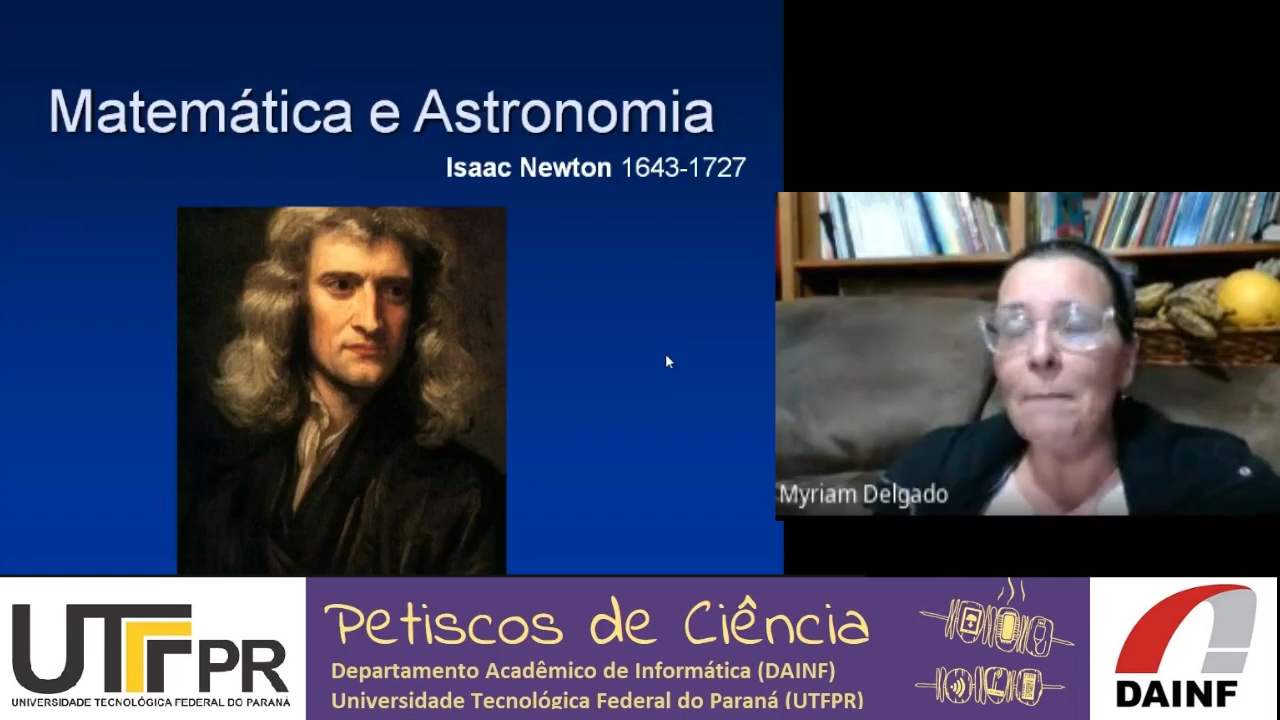 Matemática e Astronomia
Isaac Newton 1643-1727
Myriam Delgado
UTFPR
UNIVERSIDADE TECNOLÓGICA FEDERAL DO PARANÁ
Petiscos de Ciência
Departamento Acadêmico de Informática (DAINF)
Universidade Tecnológica Federal do Paraná (UTFPR)
DAINF